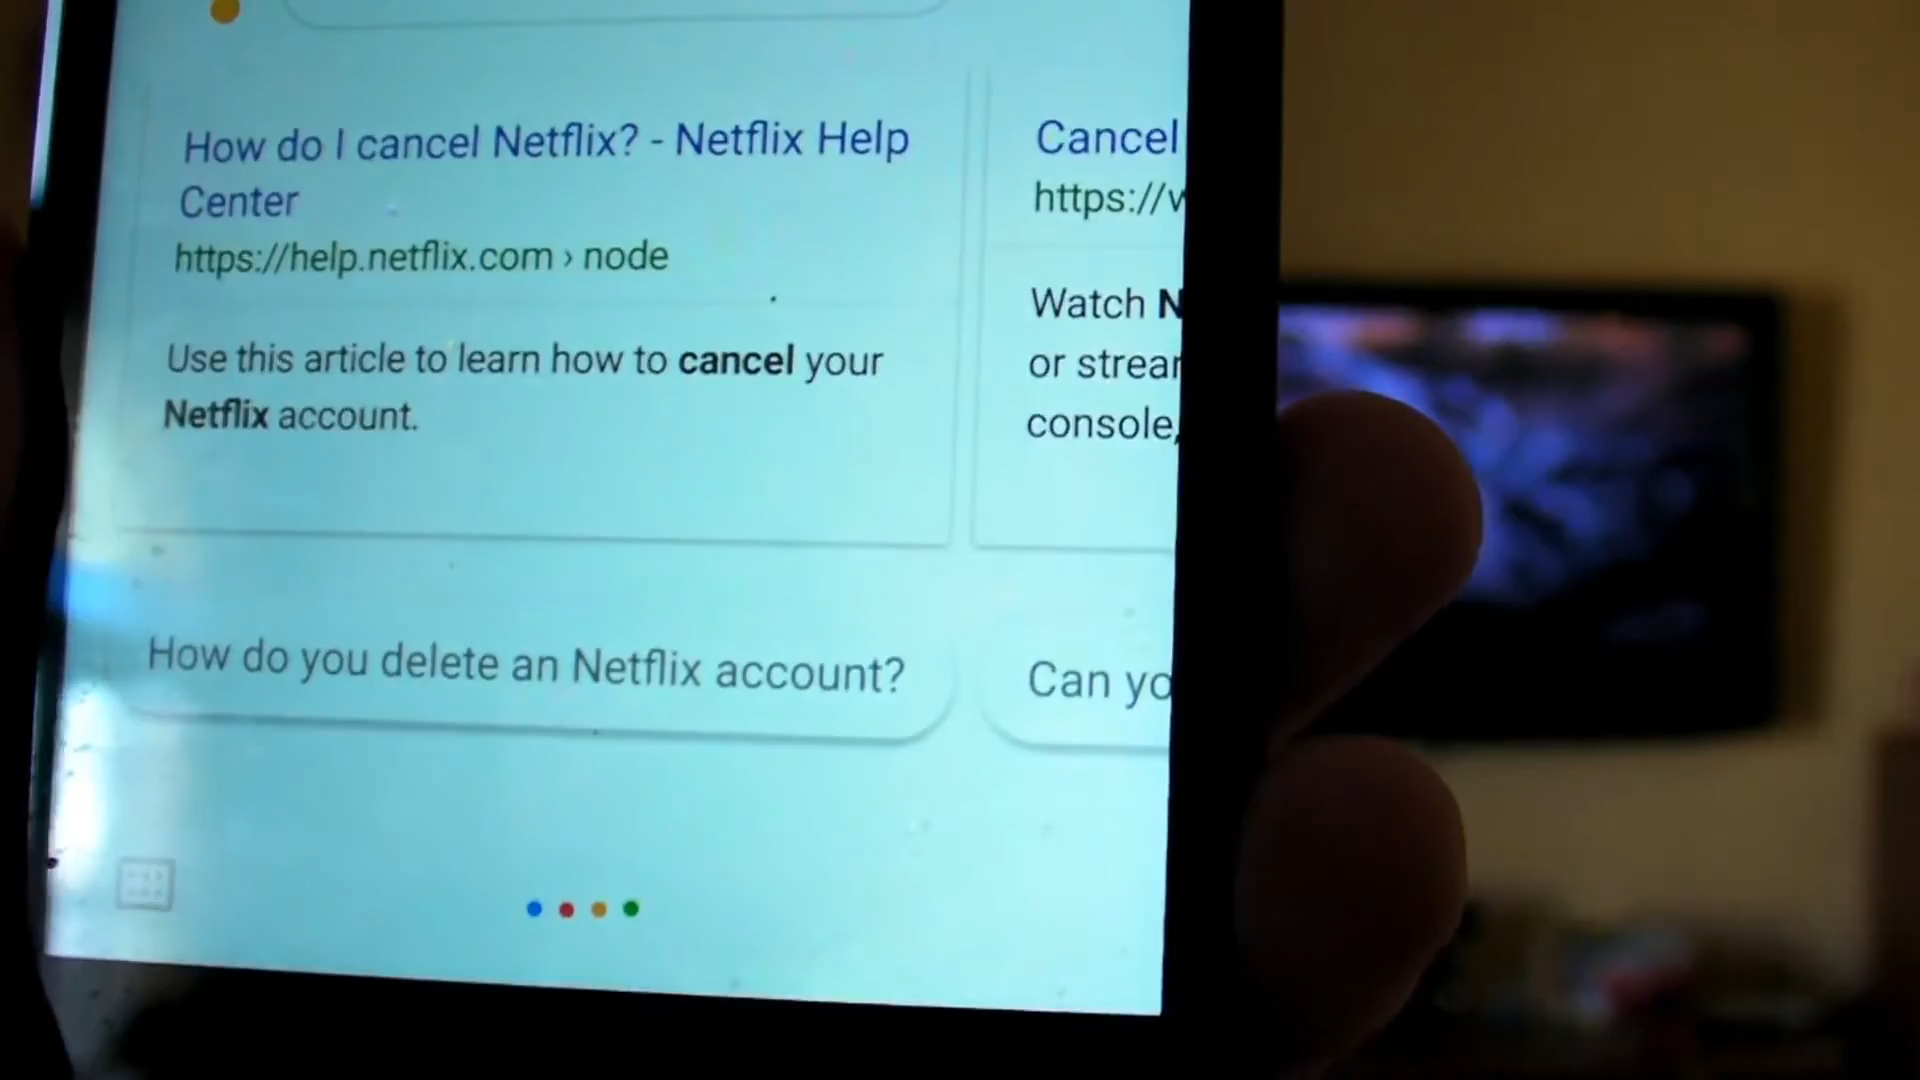 How do I cancel Netflix? - Netflix Help
Center
https://help.netflix.com › node
Use this article to learn how to cancel your
Netflix account.
Cancel
https://w
Watch N
or strear
console,
How do you delete an Netflix account?
Can yo